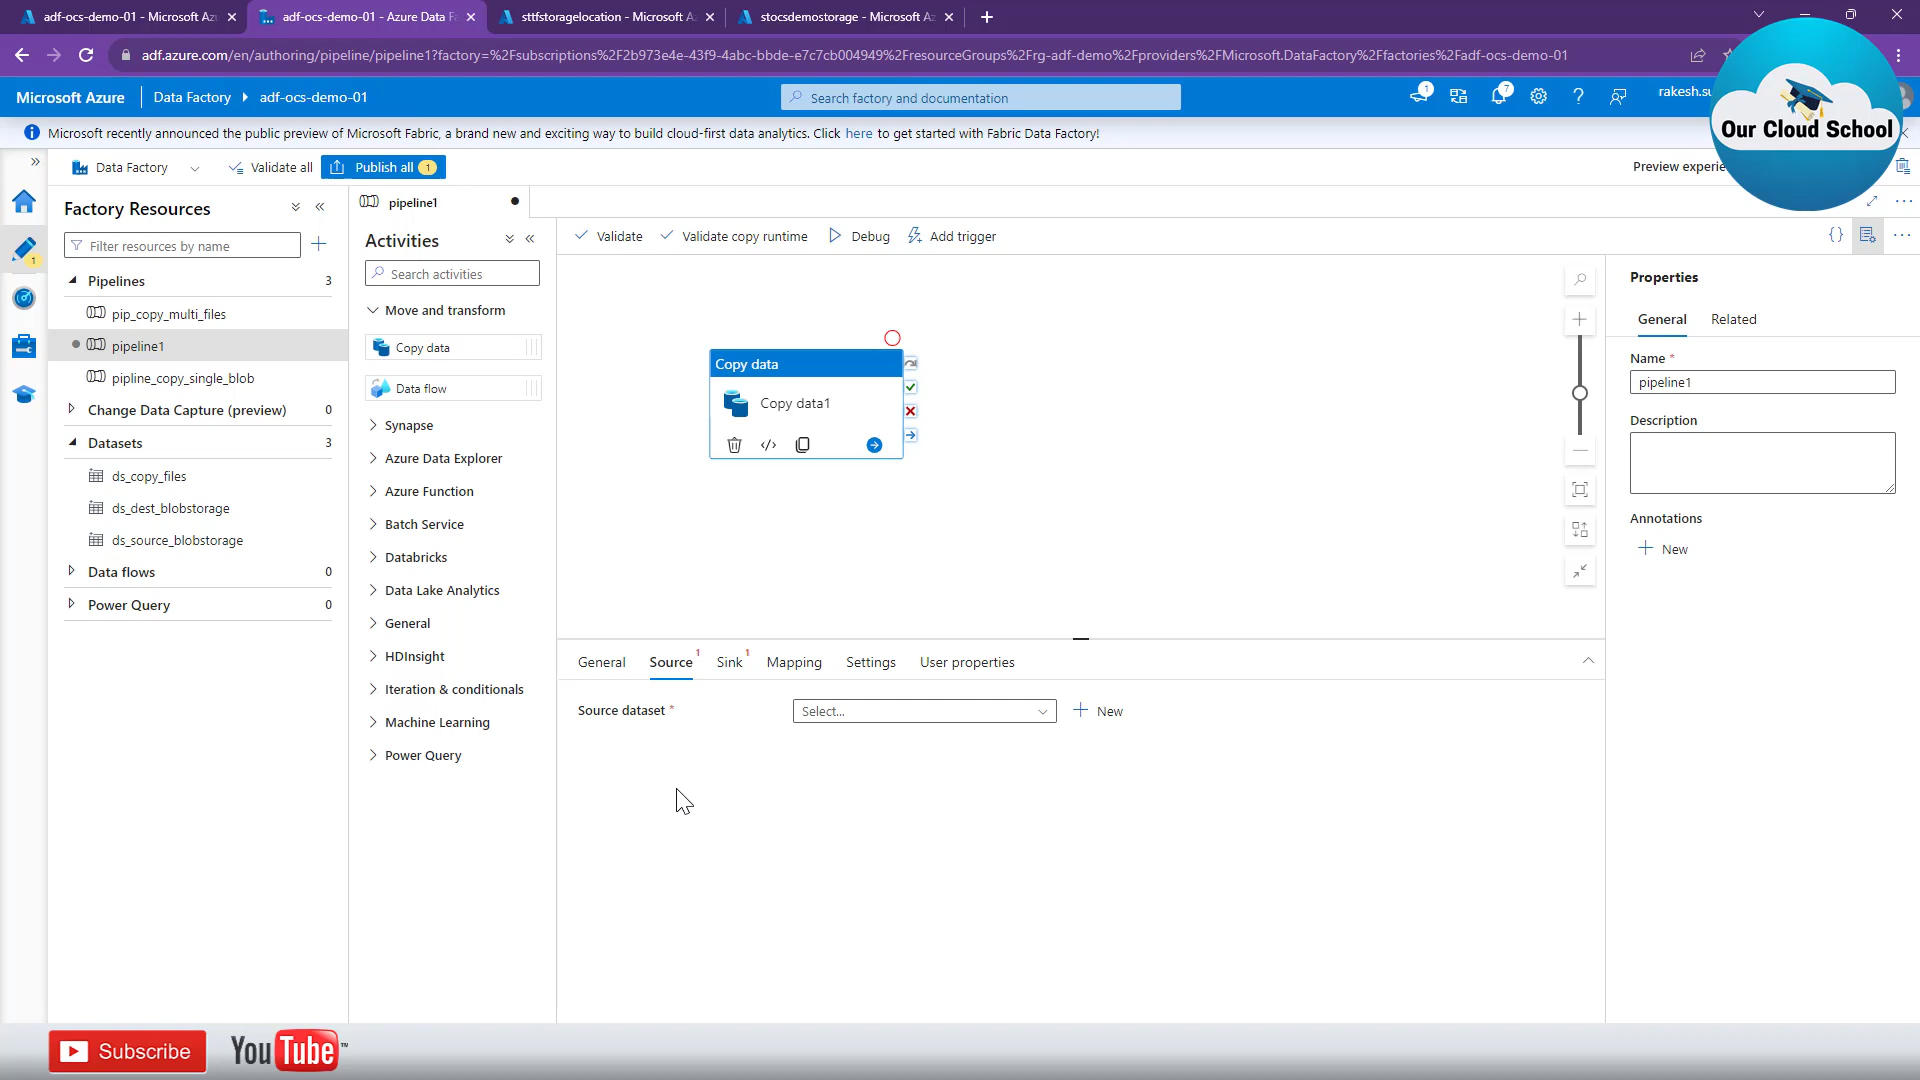 adf-ocs-demo-01 - Microsoft Az
adf-ocs-demo-01 - Azure Data Fa
sttfstoragelocation - Microsoft A
stocsdemostorage - Microsoft Az
adf.azure.com/en/authoring/pipeline/pipeline1?factory=%2Fsubscriptions%2F2b973e4e-43f9-4abc-bbde-e7c7cb004949%2FresourceGroups%2Frg-adf-demo%2Fproviders%2FMicrosoft.DataFactory%2Ffactories%2Fadf-ocs-demo-01
Microsoft Azure
Data Factory
adf-ocs-demo-01
Search factory and documentation
1
7
rakesh.su
Our Cloud School
Microsoft recently announced the public preview of Microsoft Fabric, a brand new and exciting way to build cloud-first data analytics. Click here to get started with Fabric Data Factory!
Data Factory
Validate all
Publish all 1
Preview experie
1
Factory Resources
Filter resources by name
Pipelines 3
pip_copy_multi_files
pipeline1
pipline_copy_single_blob
Change Data Capture (preview) 0
Datasets 3
ds_copy_files
ds_dest_blobstorage
ds_source_blobstorage
Data flows 0
Power Query 0
pipeline1
Activities
Search activities
Move and transform
Copy data
Data flow
Synapse
Azure Data Explorer
Azure Function
Batch Service
Databricks
Data Lake Analytics
General
HDInsight
Iteration & conditionals
Machine Learning
Power Query
Validate
Validate copy runtime
Debug
Add trigger
Copy data
Copy data1
General
Source 1
Sink 1
Mapping
Settings
User properties
Source dataset *
Select...
New
Properties
General
Related
Name *
pipeline1
Description
Annotations
New
Subscribe
YouTube ™